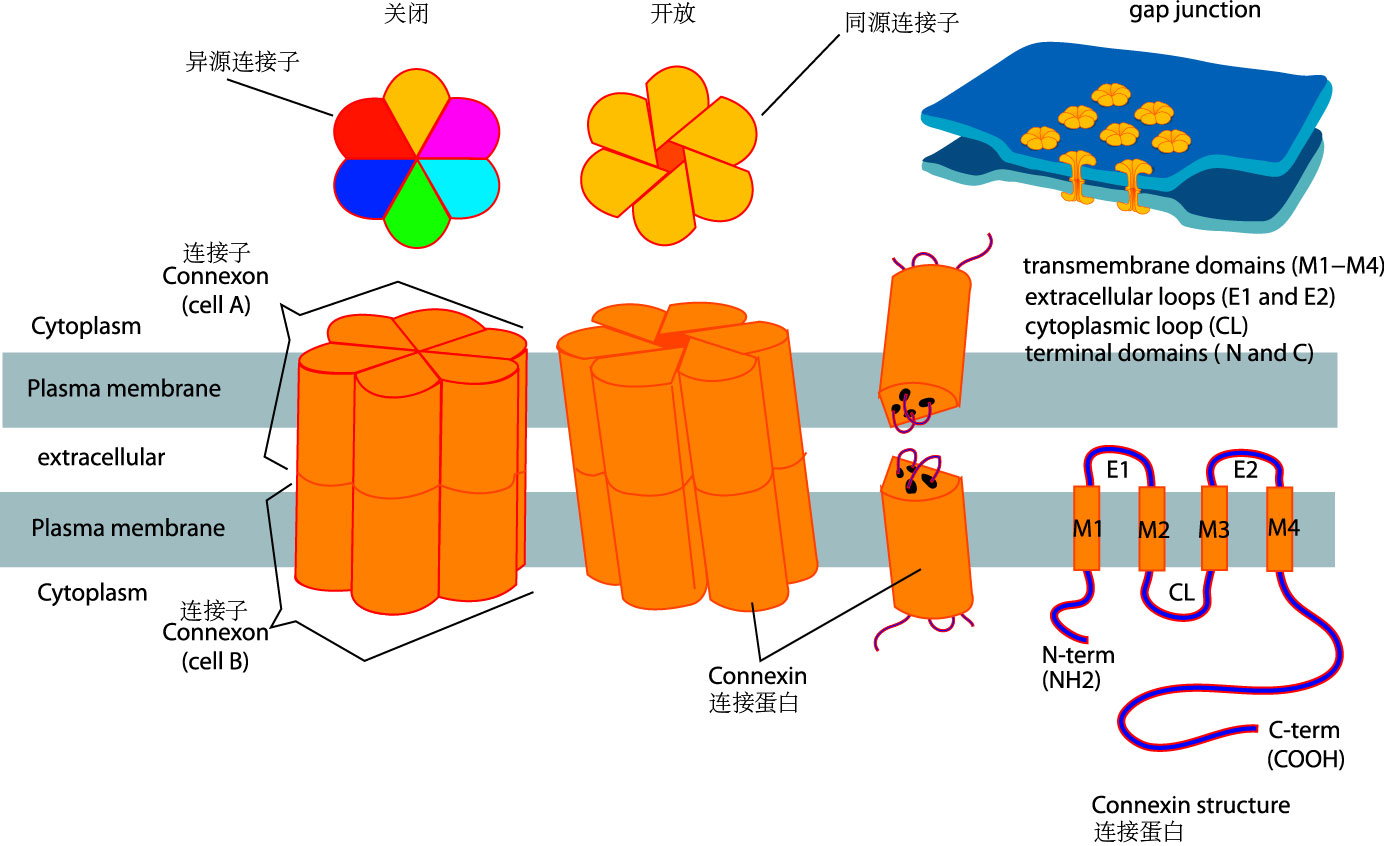 关闭
开放
同源连接子
gap junction
异源连接子
连接子
Connexon
(cell A)
Cytoplasm
Plasma membrane
extracellular
Plasma membrane
Cytoplasm
连接子
Connexon
(cell B)
transmembrane domains (M1–M4)
extracellular loops (E1 and E2)
cytoplasmic loop (CL)
terminal domains ( N and C)
E1
E2
M1
M2
M3
M4
CL
N-term
(NH2)
C-term
(COOH)
Connexin
连接蛋白
Connexin structure
连接蛋白